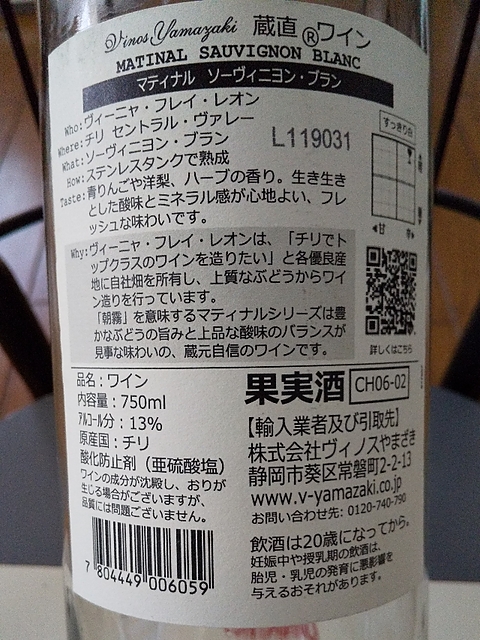 Vinos Yamazaki 蔵直®ワイン
MATINAL SAUVIGNON BLANC
マティナル ソーヴィニヨン・ブラン
Who:ヴィーニャ・フレイ・レオン
Where:チリ セントラル・ヴァレー
What:ソーヴィニヨン・ブラン
How:ステンレスタンクで熟成
Taste:青りんごや洋梨、ハーブの香り。生き生き
とした酸味とミネラル感が心地よい、フレ
ッシュな味わいです。
L119031
すっきり白
◀甘 辛▶
Why:ヴィーニャ・フレイ・レオンは、「チリでト
ップクラスのワインを造りたい」と各優良産
地に自社畑を所有し、上質なぶどうからワイ
ン造りを行っています。
「朝霧」を意味するマティナルシリーズは豊
かなぶどうの旨みと上品な酸味のバランスが
見事な味わいの、蔵元自信のワインです。
詳しくはこちら
品名：ワイン
内容量：750ml
アルコール分：13%
原産国：チリ
酸化防止剤（亜硫酸塩）
ワインの成分が沈殿し、おりが
生じる場合がございますが、
品質には問題ございません。
7 804449 006059
果実酒 CH06-02
【輸入業者及び引取先】
株式会社ヴィノスやまざき
静岡市葵区常磐町2-2-13
www.v-yamazaki.co.jp
お問い合わせ先: 0120-740-790
飲酒は20歳になってから。
妊娠中や授乳期の飲酒は、
胎児・乳児の発育に悪影響を
与えるおそれがあります。